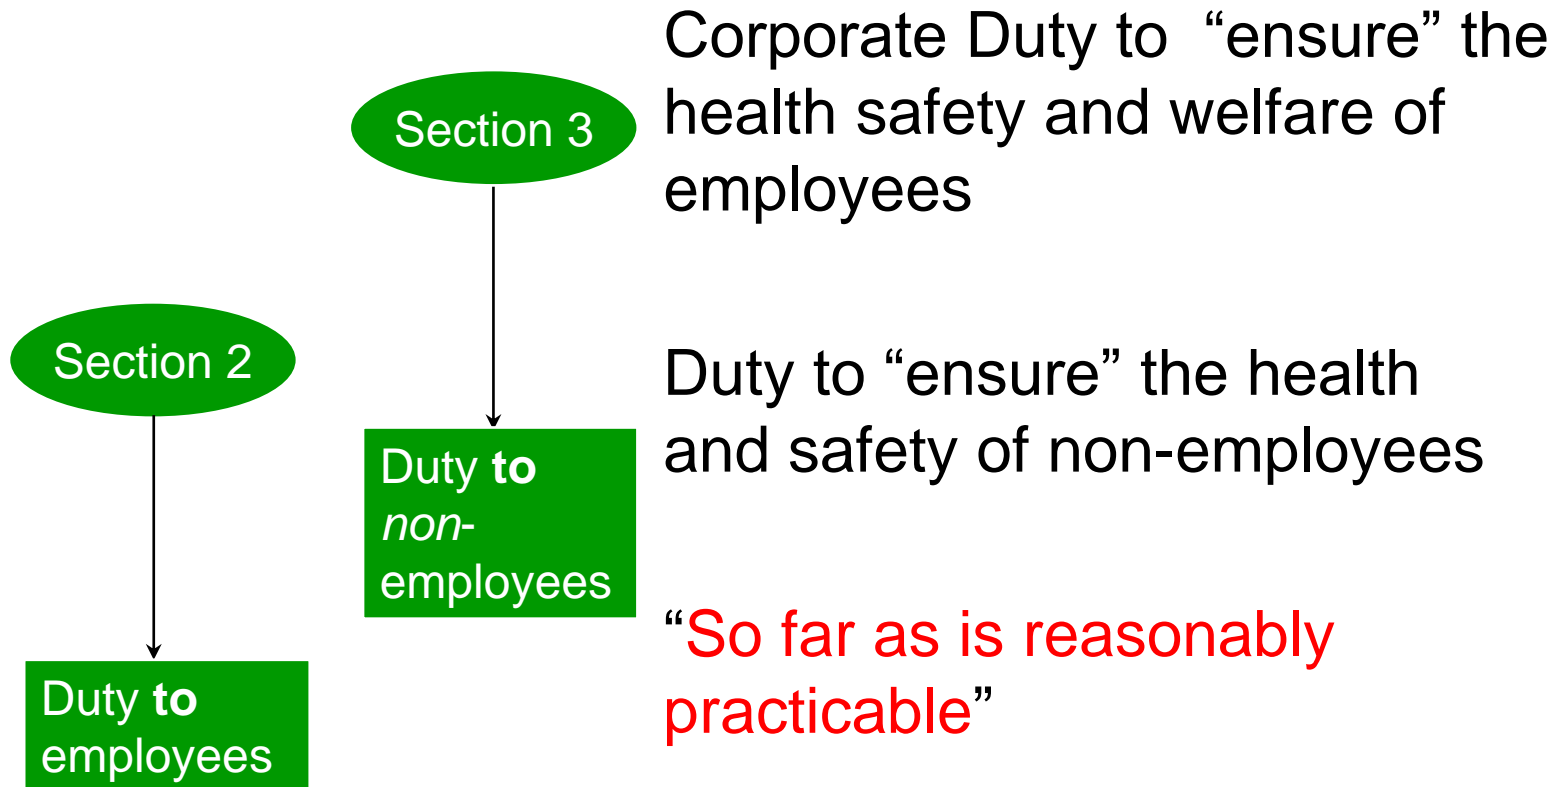 Section 2
Duty to
employees
Section 3
Duty to
non-
employees
Corporate Duty to “ensure” the
health safety and welfare of
employees
Duty to “ensure” the health
and safety of non-employees
“So far as is reasonably
practicable”